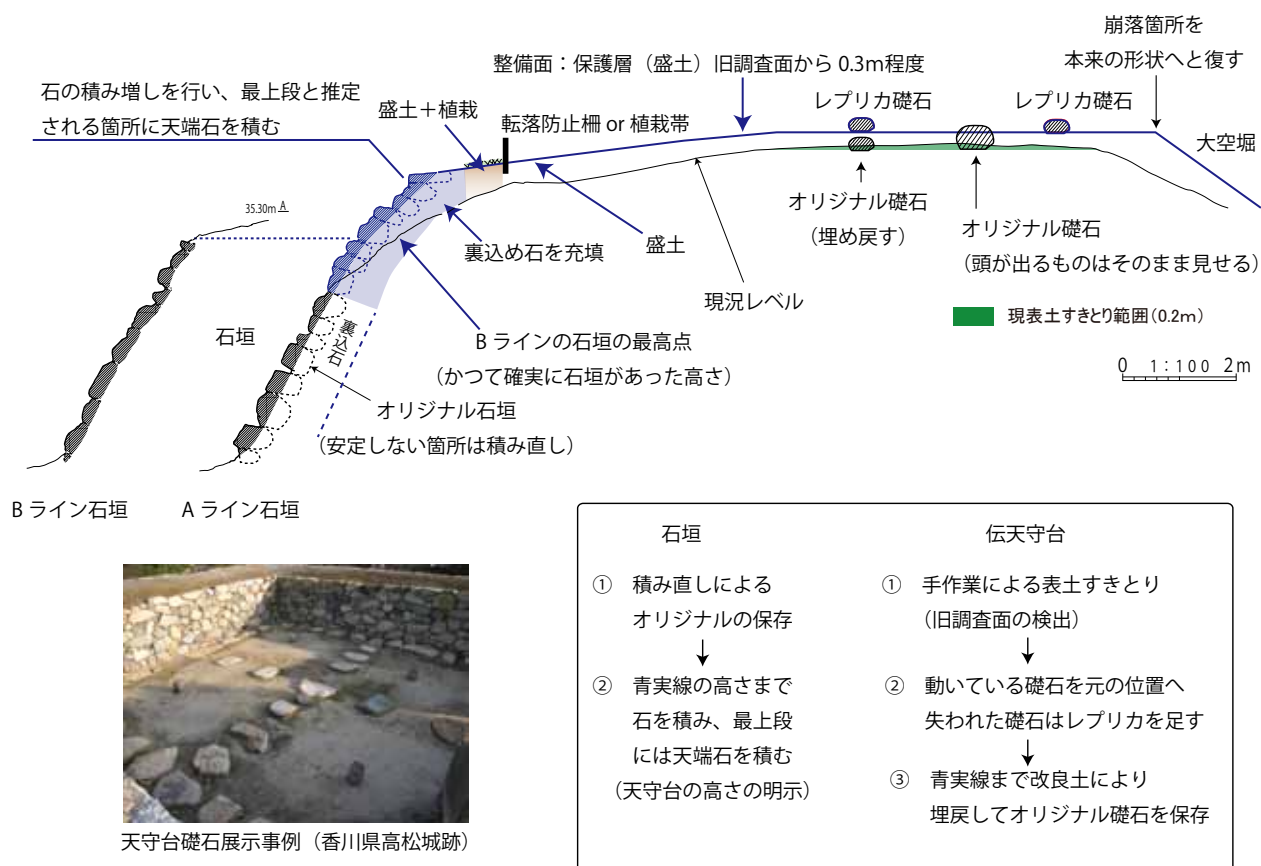 崩落箇所を
本来の形状へと復す
整備面：保護層（盛土）旧調査面から 0.3m程度
石の積み増しを行い、最上段と推定
される箇所に天端石を積む
盛土＋植栽
転落防止柵 or 植栽帯
レプリカ礎石
レプリカ礎石
大空堀
35.30m A
オリジナル礎石
（埋め戻す）
オリジナル礎石
（頭が出るものはそのまま見せる）
裏込め石を充填
盛土
現況レベル
現表土すきとり範囲（0.2m）
石垣
裏込石
B ラインの石垣の最高点
（かつて確実に石垣があった高さ）
0 1：100 2m
オリジナル石垣
（安定しない箇所は積み直し）
B ライン石垣
A ライン石垣
石垣
① 積み直しによる
オリジナルの保存
② 青実線の高さまで
石を積み、最上段
には天端石を積む
（天守台の高さの明示）
伝天守台
① 手作業による表土すきとり
（旧調査面の検出）
② 動いている礎石を元の位置へ
失われた礎石はレプリカを足す
③ 青実線まで改良土により
埋戻してオリジナル礎石を保存
天守台礎石展示事例（香川県高松城跡）